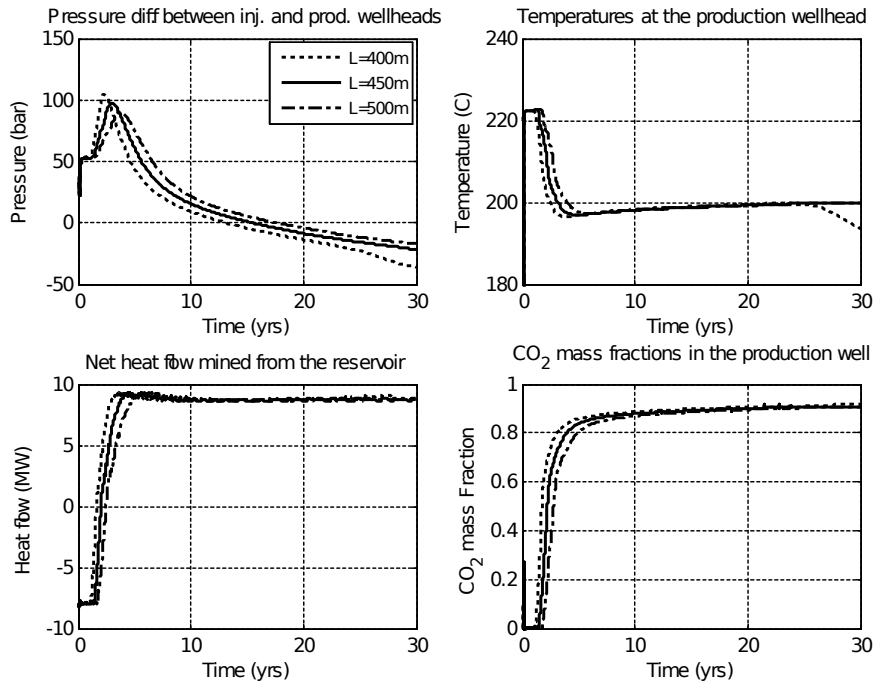 Pressure diff between inj. and prod. wellheads
150
100
50
0
-50
Pressure (bar)
L=400m
L=450m
L=500m
0
10
20
30
Time (yrs)
Temperatures at the production wellhead
240
220
200
180
Temperature (C)
0
10
20
30
Time (yrs)
Net heat flow mined from the reservoir
10
5
0
-5
-10
Heat flow (MW)
0
10
20
30
Time (yrs)
CO2 mass fractions in the production well
1
0.8
0.6
0.4
0.2
0
CO2 mass Fraction
0
10
20
30
Time (yrs)